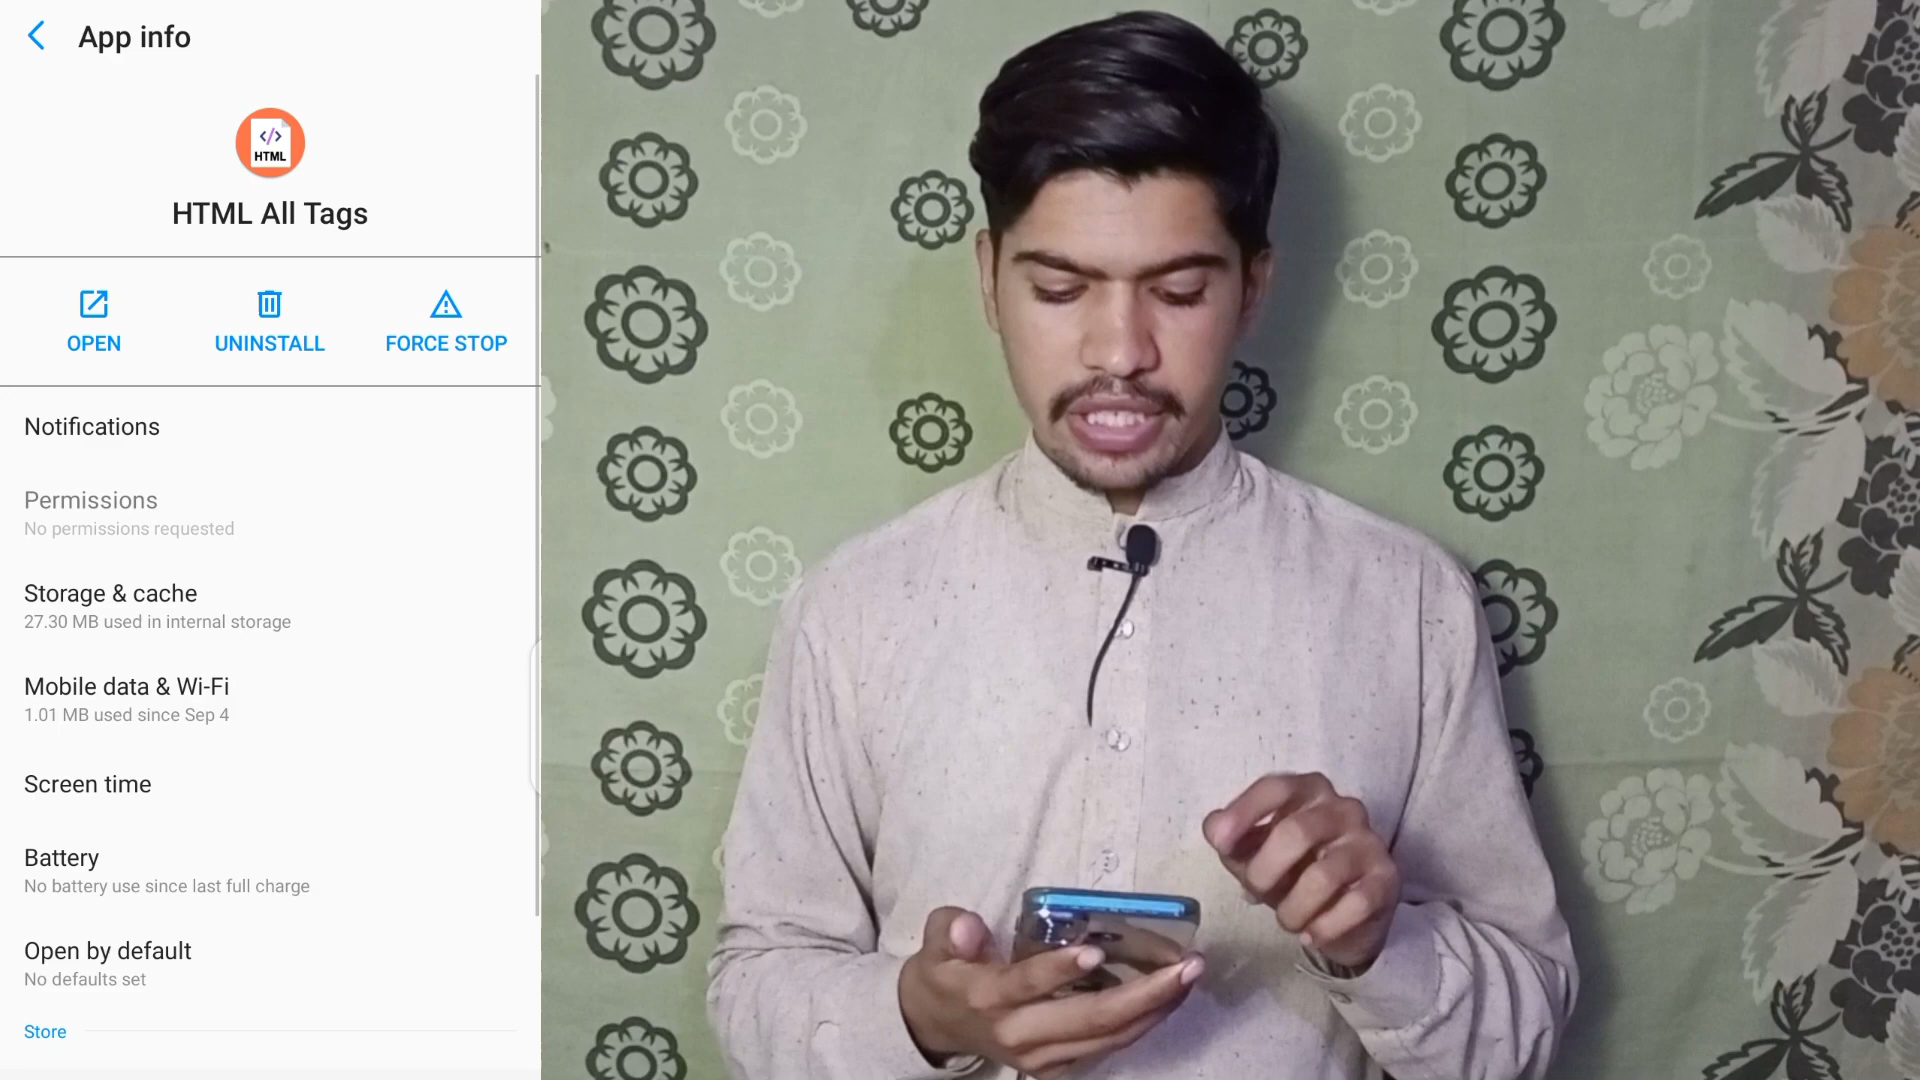 App info
</>
HTML
HTML All Tags
OPEN
UNINSTALL
FORCE STOP
Notifications
Permissions
No permissions requested
Storage & cache
27.30 MB used in internal storage
Mobile data & Wi-Fi
1.01 MB used since Sep 4
Screen time
Battery
No battery use since last full charge
Open by default
No defaults set
Store